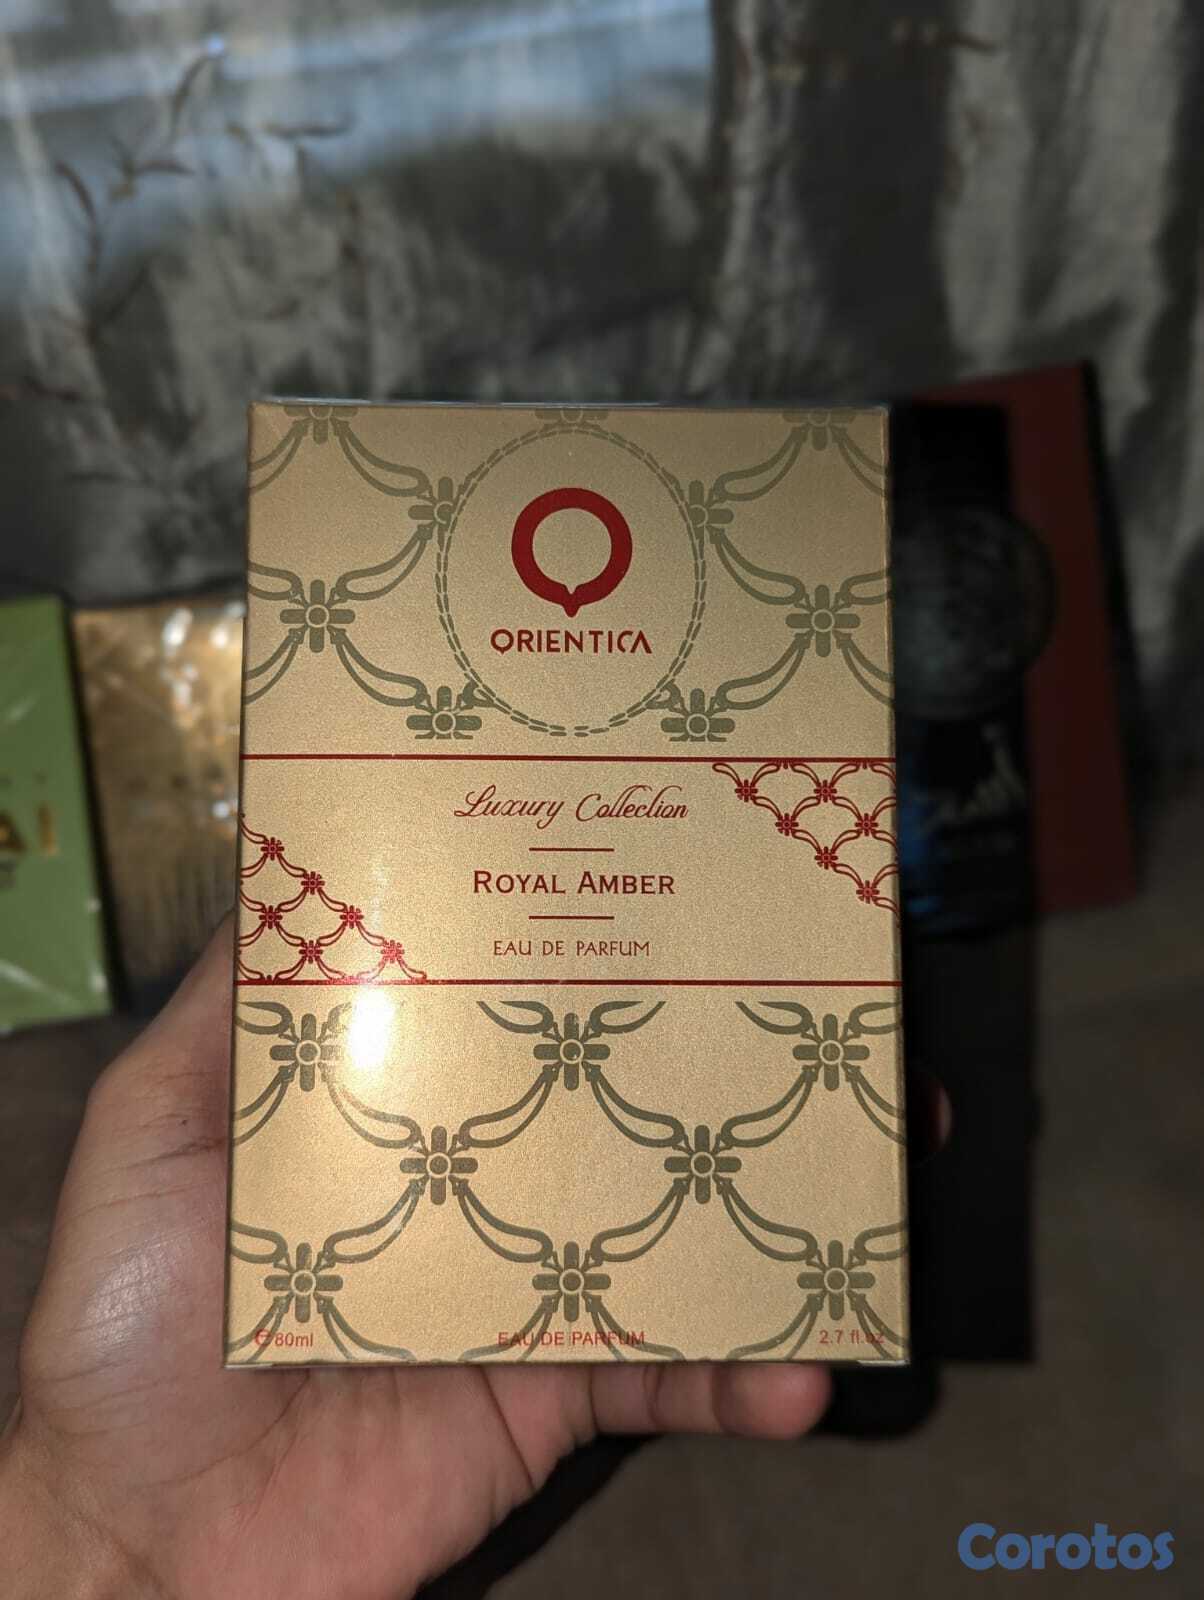 ORIENTICA
Luxury Collection
ROYAL AMBER
EAU DE PARFUM
℮ 80ml
EAU DE PARFUM
2.7 fl.oz
Corotos